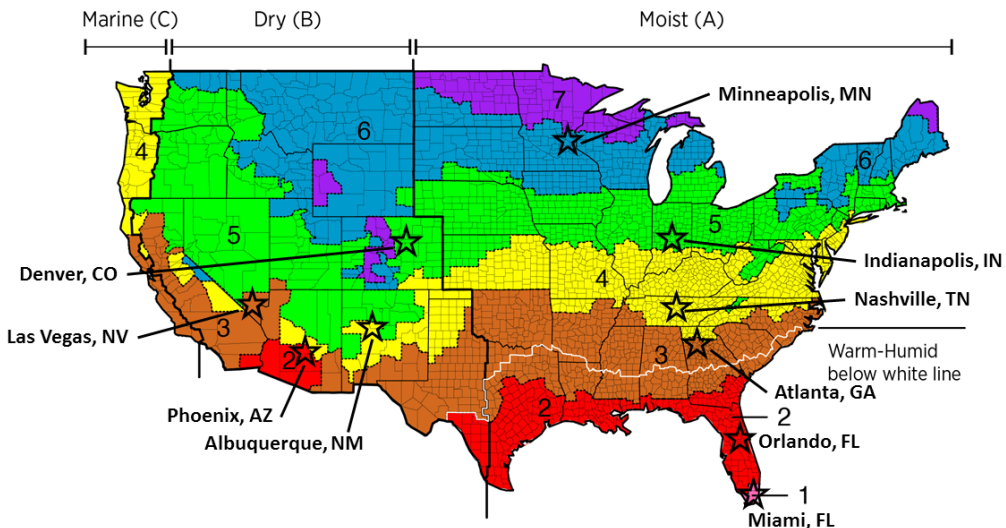 Marine (C)
Dry (B)
Moist (A)
7
Minneapolis, MN
6
6
4
5
5
Denver, CO
Indianapolis, IN
4
Nashville, TN
Las Vegas, NV
3
3
Warm-Humid
below white line
2
Atlanta, GA
Phoenix, AZ
2
2
Albuquerque, NM
Orlando, FL
1
Miami, FL